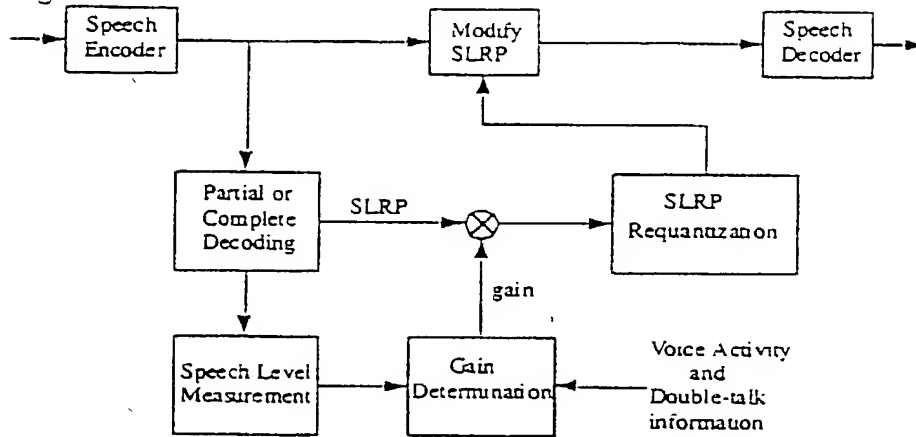 Speech
Encoder
Modify
SLRP
Speech
Decoder
Partial or
Complete
Decoding
SLRP
SLRP
Requantization
gain
Speech Level
Measurement
Gain
Determination
Voice Activity
and
Double-talk
information